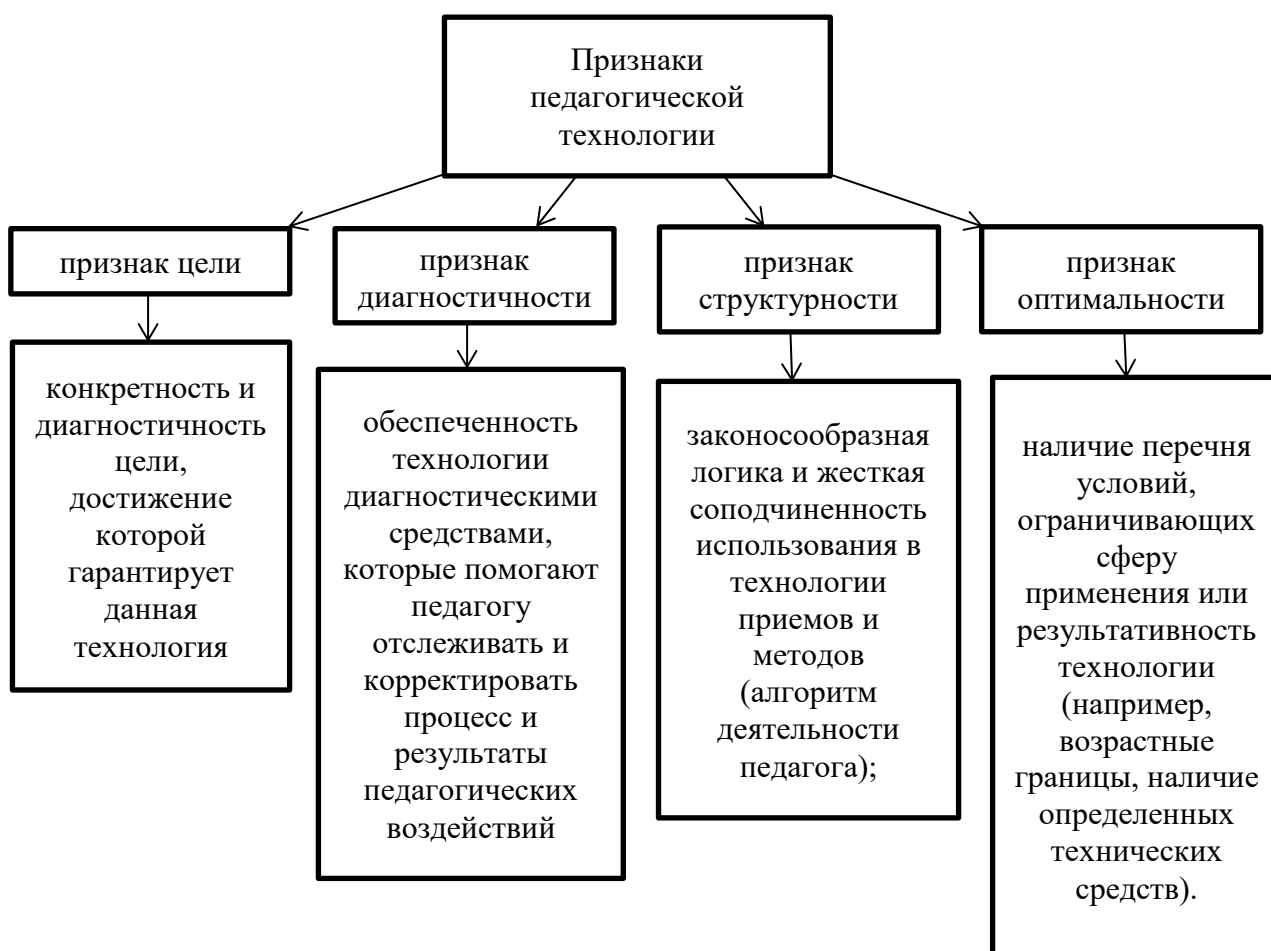 Признаки
педагогической
технологии
признак цели
признак
диагностичности
признак
структурности
признак
оптимальности
конкретность и
диагностичность
цели,
достижение
которой
гарантирует
данная
технология
обеспеченность
технологии
диагностическими
средствами,
которые помогают
педагогу
отслеживать и
корректировать
процесс и
результаты
педагогических
воздействий
законосообразная
логика и жесткая
соподчиненность
использования в
технологии
приемов и
методов
(алгоритм
деятельности
педагога);
наличие перечня
условий,
ограничивающих
сферу
применения или
результативность
технологии
(например,
возрастные
границы, наличие
определенных
технических
средств).